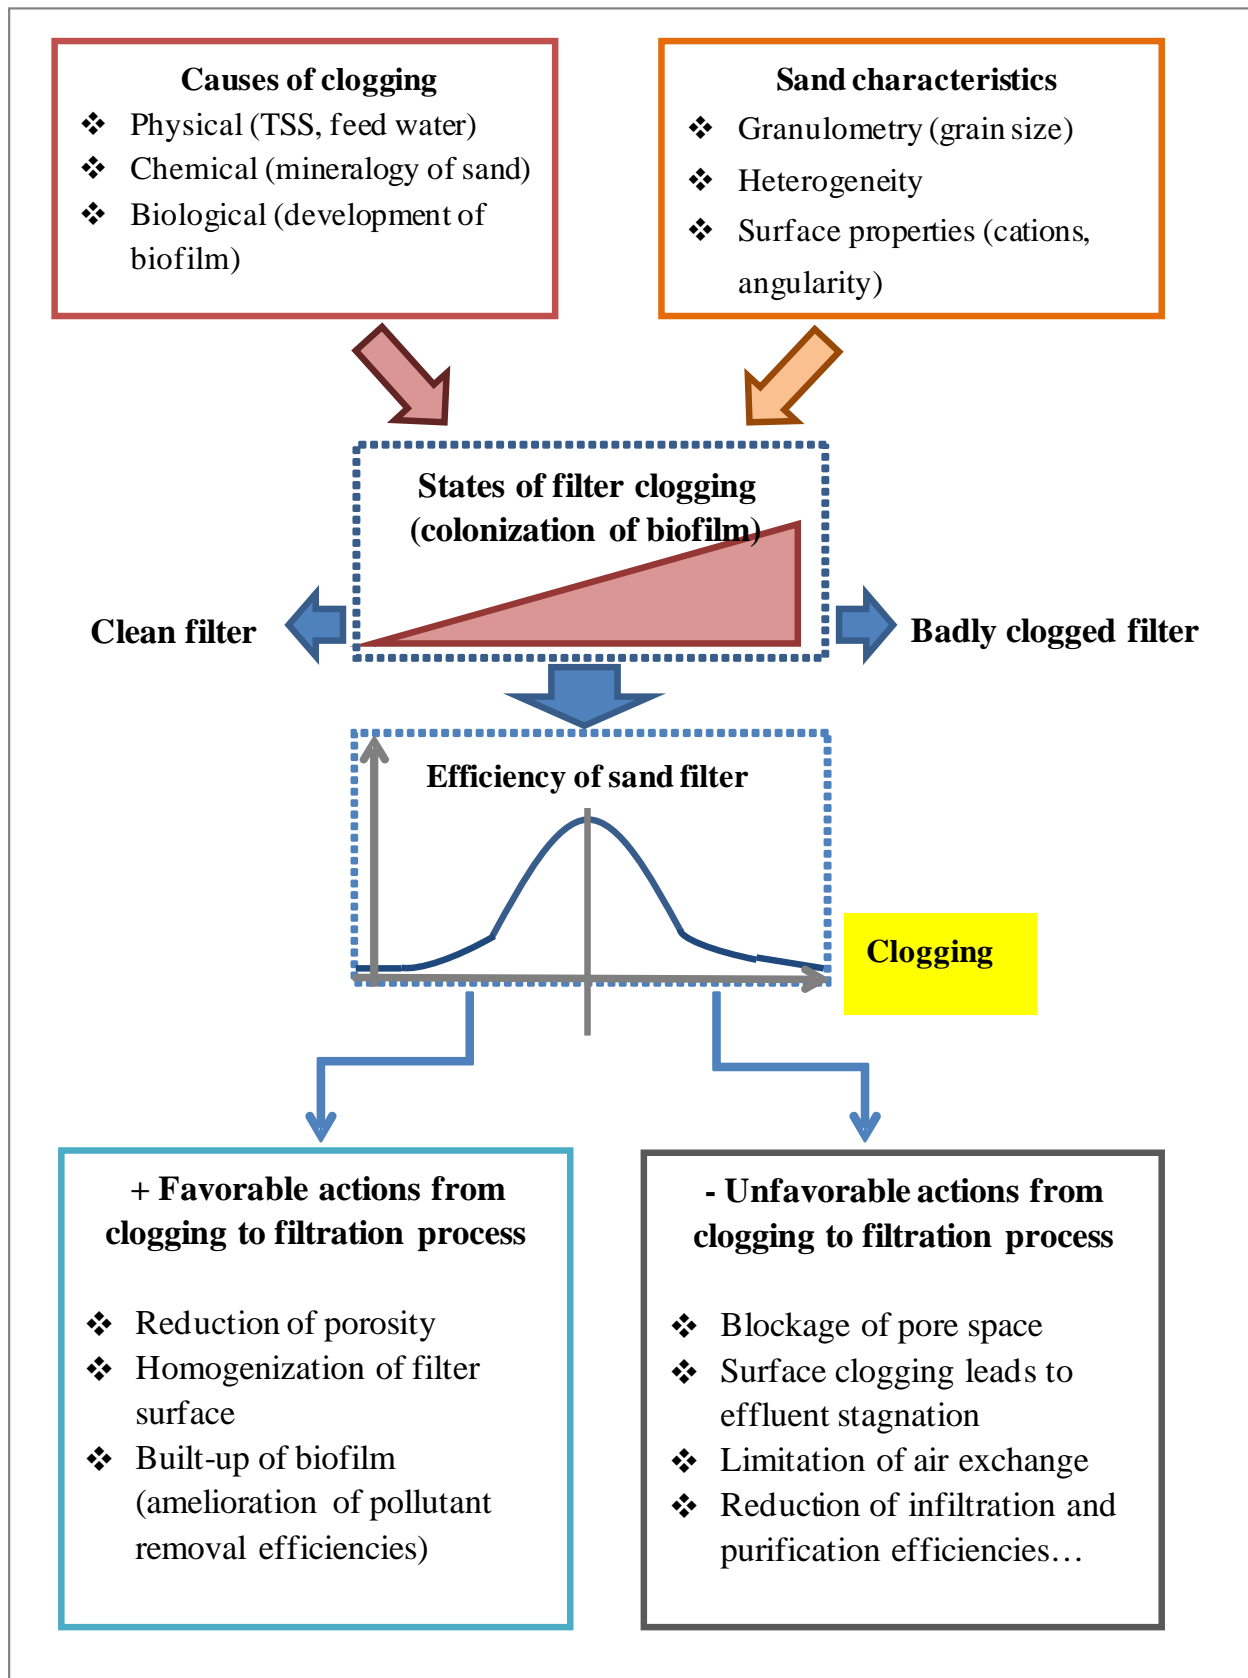 Causes of clogging
❖ Physical (TSS, feed water)
❖ Chemical (mineralogy of sand)
❖ Biological (development of
biofilm)
Sand characteristics
❖ Granulometry (grain size)
❖ Heterogeneity
❖ Surface properties (cations,
angularity)
States of filter clogging
(colonization of biofilm)
Clean filter
Badly clogged filter
Efficiency of sand filter
Clogging
+ Favorable actions from
clogging to filtration process
❖ Reduction of porosity
❖ Homogenization of filter
surface
❖ Built-up of biofilm
(amelioration of pollutant
removal efficiencies)
- Unfavorable actions from
clogging to filtration process
❖ Blockage of pore space
❖ Surface clogging leads to
effluent stagnation
❖ Limitation of air exchange
❖ Reduction of infiltration and
purification efficiencies…